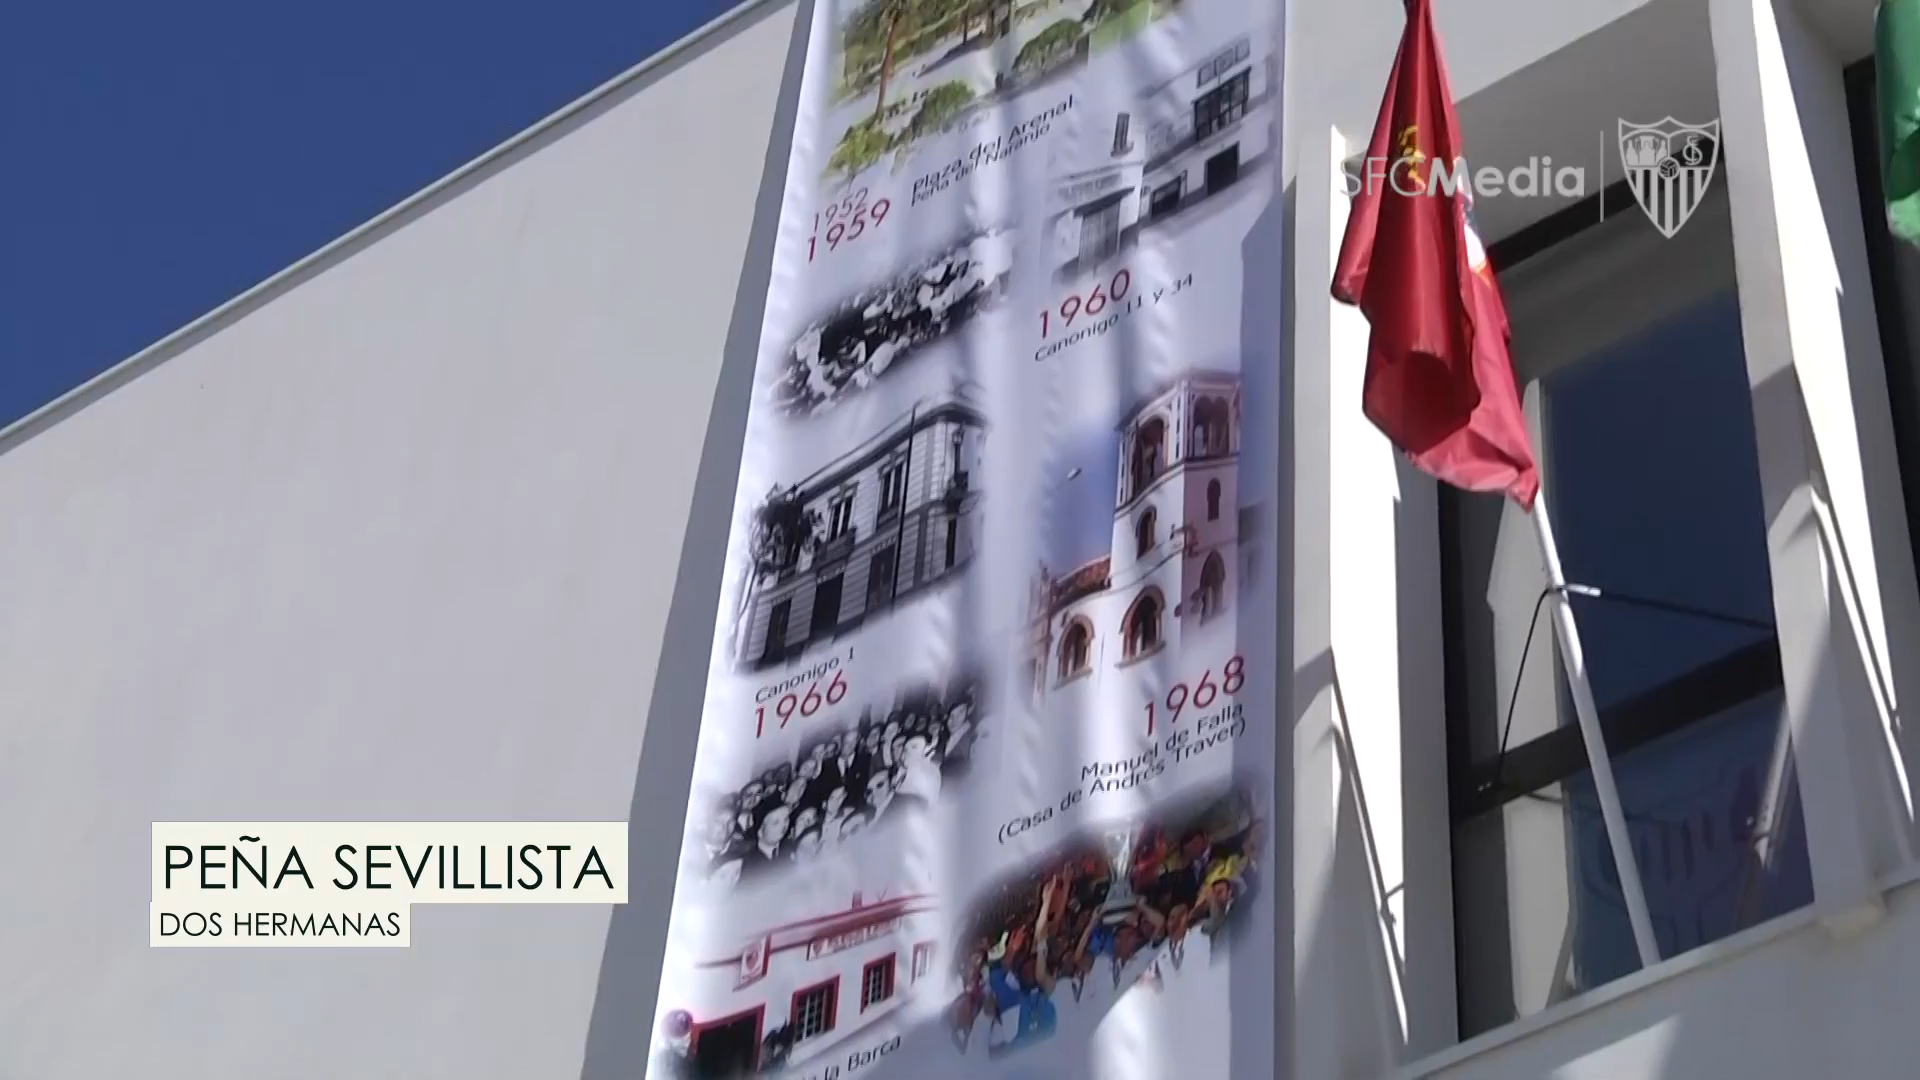 SFCMedia
Plaza del Arenal
Peña del Naranjo
1952
1959
1960
Canonigo 11 y 34
Canonigo 1
1966
1968
Manuel de Falla
(Casa de Andrés Traver)
la Barca
PEÑA SEVILLISTA
DOS HERMANAS